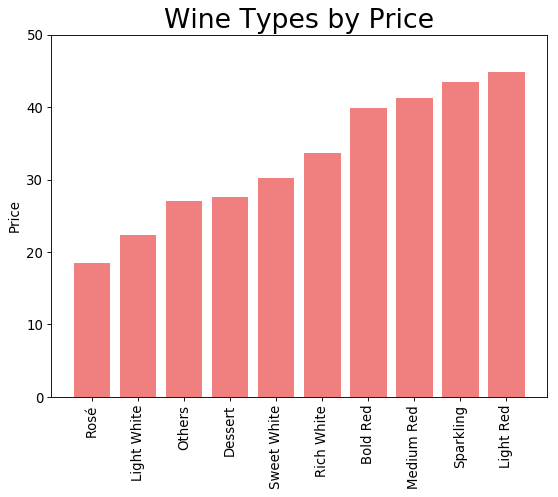 Wine Types by Price
50
40
30
20
10
0
Price
Rosé
Light White
Others
Dessert
Sweet White
Rich White
Bold Red
Medium Red
Sparkling
Light Red